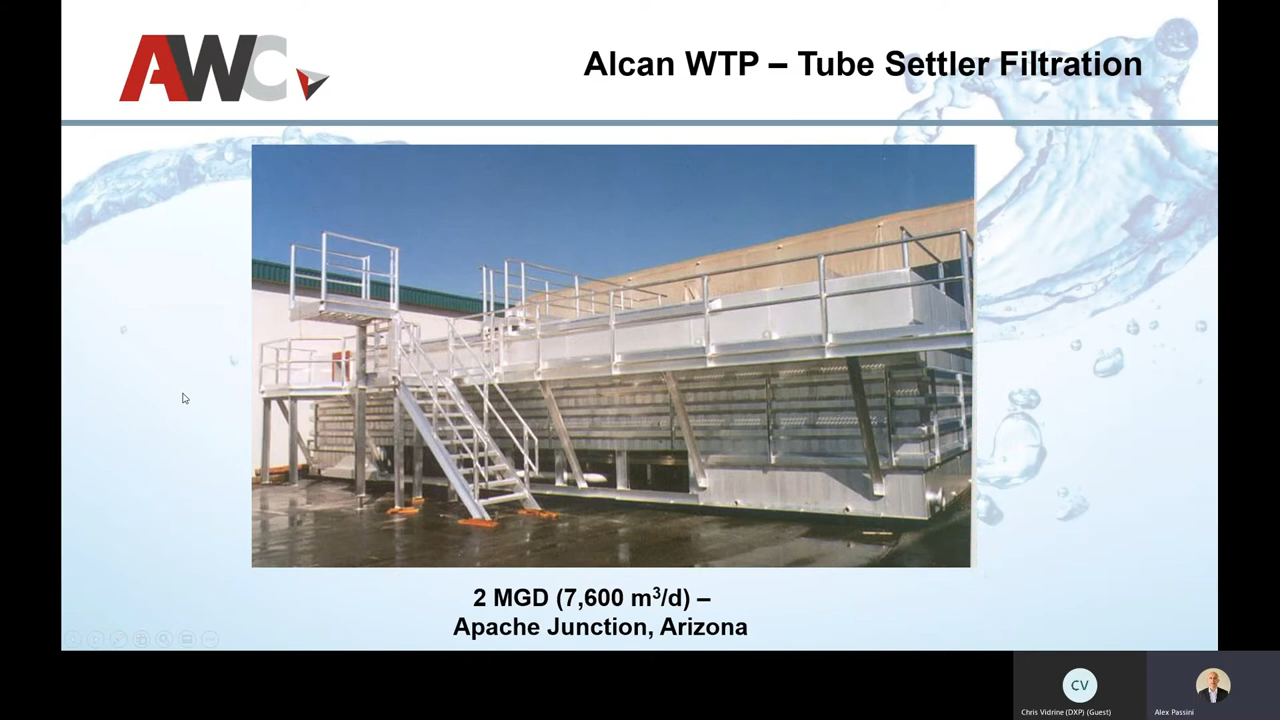 AWC
Alcan WTP – Tube Settler Filtration
2 MGD (7,600 m³/d) –
Apache Junction, Arizona
CV
Chris Vidrine (DXP) (Guest)
Alex Passini